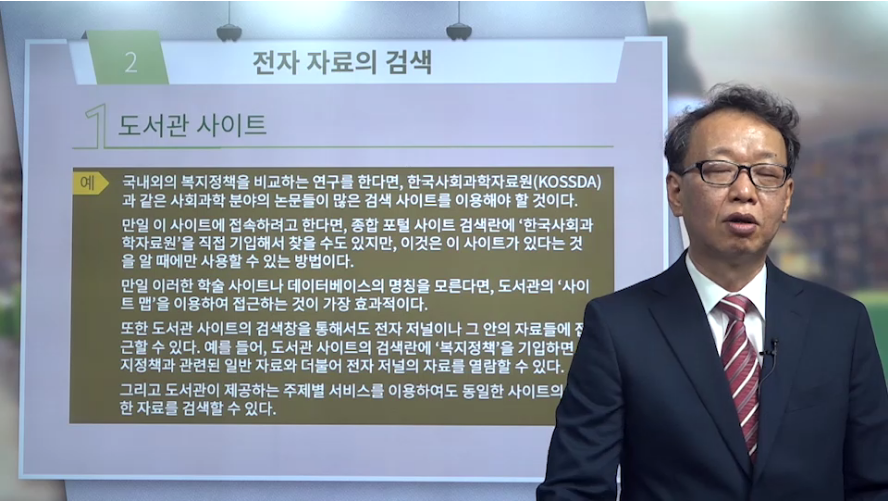 2
전자 자료의 검색
1 도서관 사이트
예
국내외의 복지정책을 비교하는 연구를 한다면, 한국사회과학자료원(KOSSDA)
과 같은 사회과학 분야의 논문들이 많은 검색 사이트를 이용해야 할 것이다.
만일 이 사이트에 접속하려고 한다면, 종합 포털 사이트 검색란에 '한국사회과
학자료원'을 직접 기입해서 찾을 수도 있지만, 이것은 이 사이트가 있다는 것
을 알 때에만 사용할 수 있는 방법이다.
만일 이러한 학술 사이트나 데이터베이스의 명칭을 모른다면, 도서관의 '사이
트 맵'을 이용하여 접근하는 것이 가장 효과적이다.
또한 도서관 사이트의 검색창을 통해서도 전자 저널이나 그 안의 자료들에
근할 수 있다. 예를 들어, 도서관 사이트의 검색란에 '복지정책'을 기입하면
지정책과 관련된 일반 자료와 더불어 전자 저널의 자료를 열람할 수 있다.
그리고 도서관이 제공하는 주제별 서비스를 이용하여도 동일한 사이트의
한 자료를 검색할 수 있다.